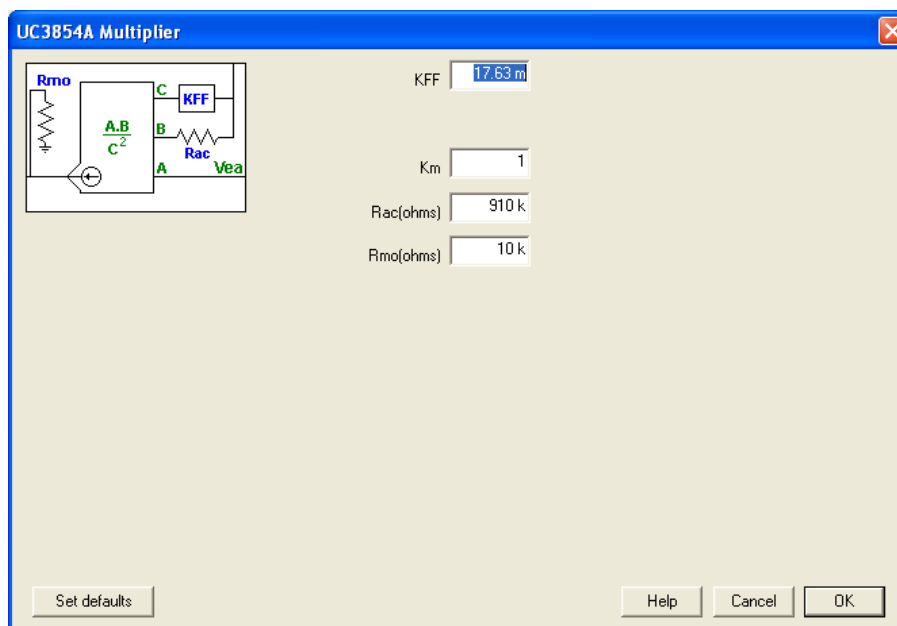 UC3854A Multiplier
Rmo
C
KFF
A.B
C²
B
Rac
A
Vea
KFF 17.63 m
Km 1
Rac(ohms) 910 k
Rmo(ohms) 10 k
Set defaults
Help
Cancel
OK